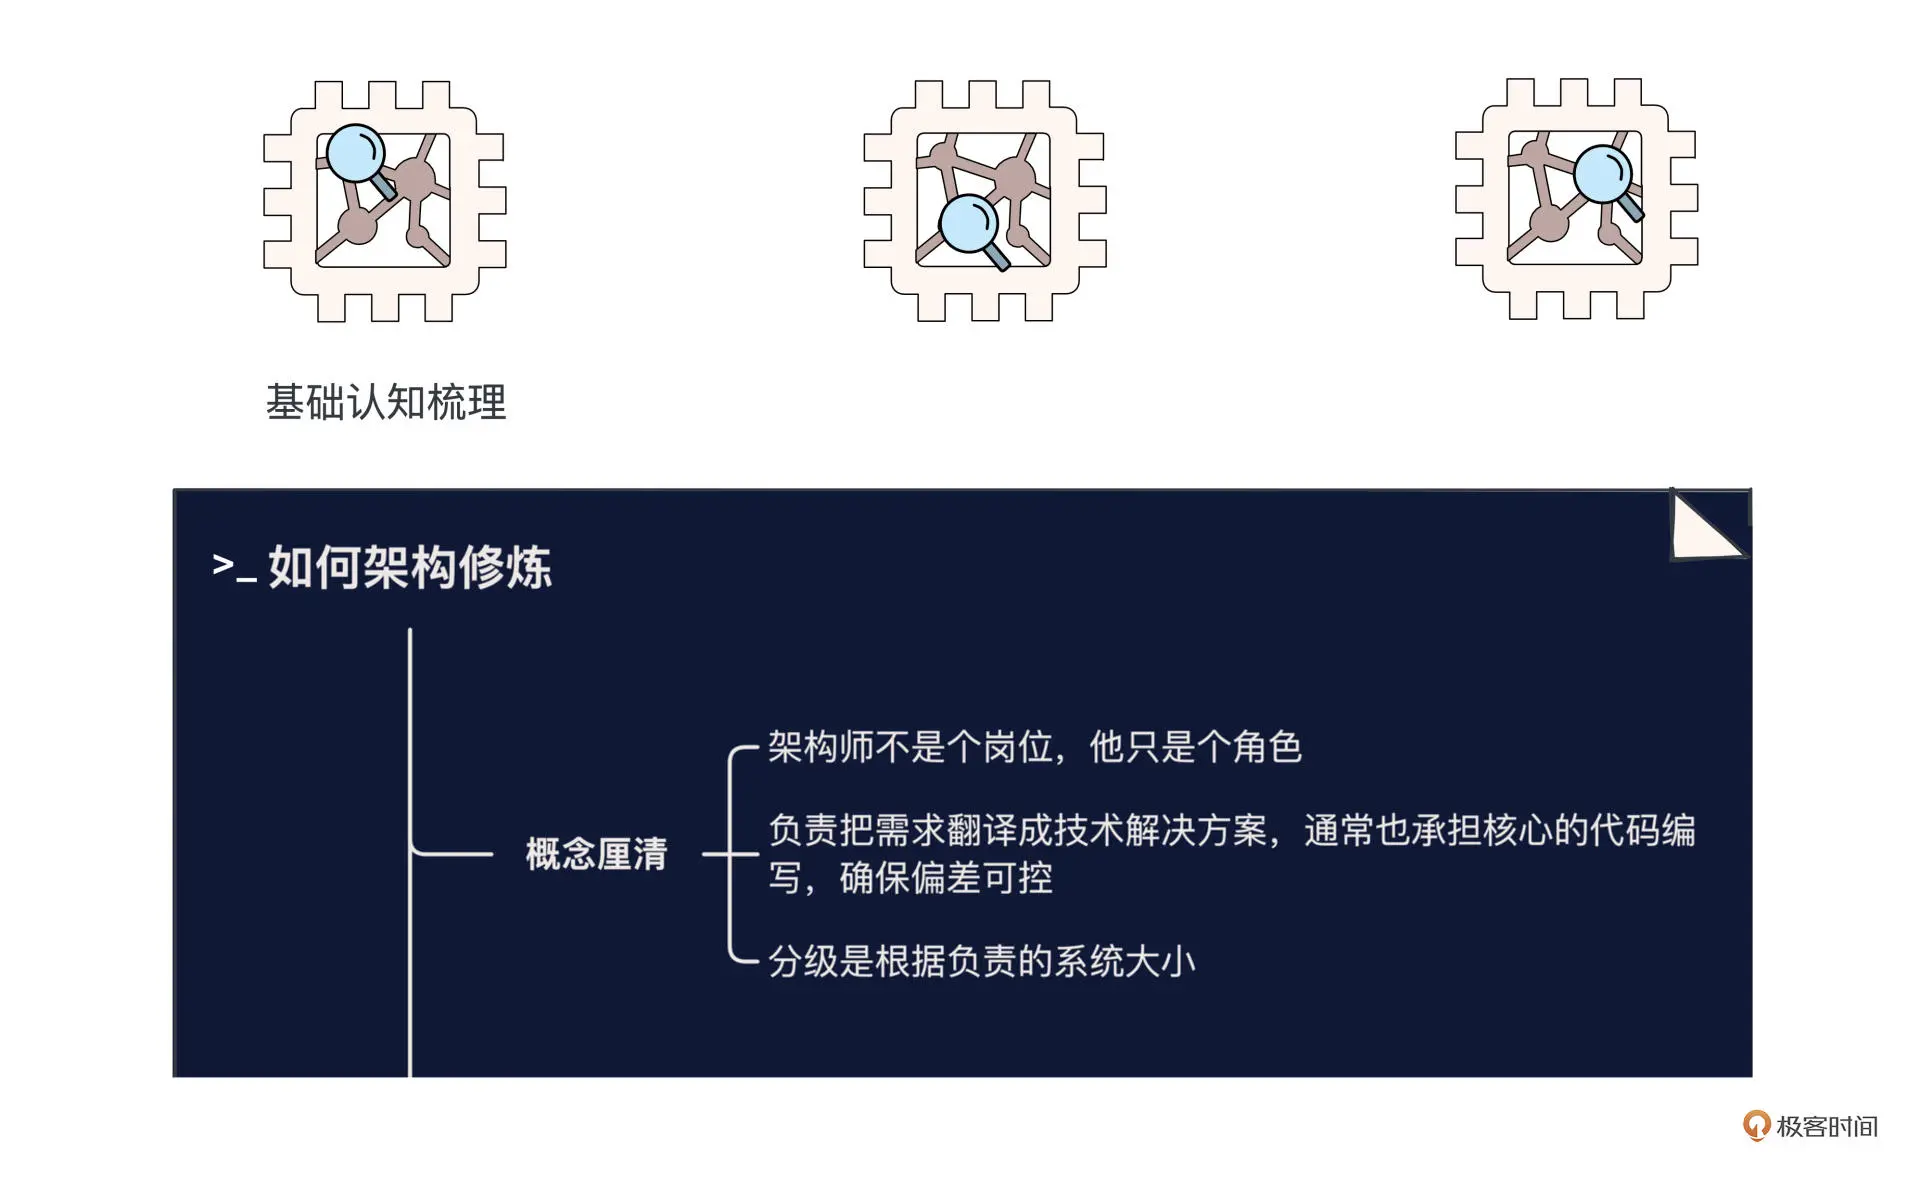 基础认知梳理
>_ 如何架构修炼
架构师不是个岗位，他只是个角色
概念厘清
负责把需求翻译成技术解决方案，通常也承担核心的代码编
写，确保偏差可控
分级是根据负责的系统大小
极客时间